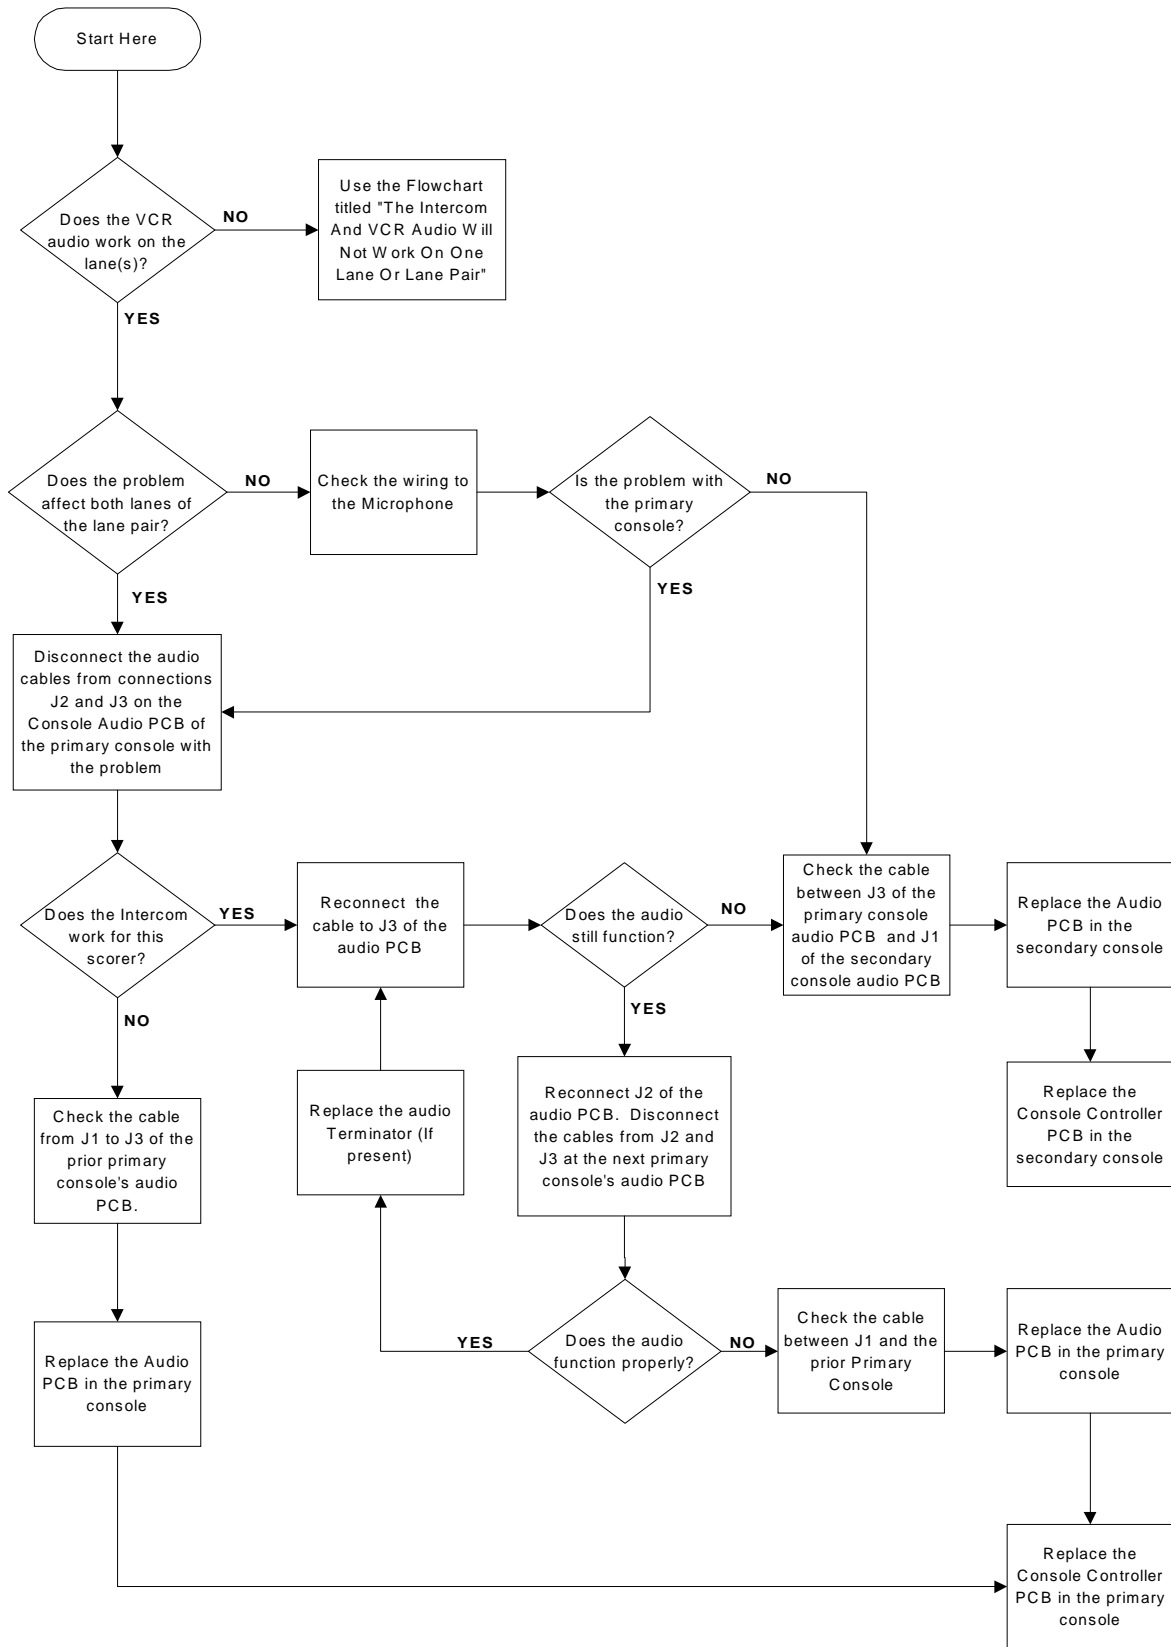 Start Here
Does the VCR
audio work on the
lane(s)?
NO
Use the Flowchart
titled "The Intercom
And VCR Audio Will
Not Work On One
Lane Or Lane Pair"
YES
Does the problem
affect both lanes of
the lane pair?
NO
Check the wiring to
the Microphone
Is the problem with
the primary
console?
NO
YES
YES
Disconnect the audio
cables from connections
J2 and J3 on the
Console Audio PCB of
the primary console with
the problem
Does the Intercom
work for this
scorer?
YES
Reconnect the
cable to J3 of the
audio PCB
Does the audio
still function?
NO
Check the cable
between J3 of the
primary console
audio PCB and J1
of the secondary
console audio PCB
Replace the Audio
PCB in the
secondary console
NO
YES
Check the cable
from J1 to J3 of the
prior primary
console's audio
PCB.
Replace the audio
Terminator (If
present)
Reconnect J2 of the
audio PCB. Disconnect
the cables from J2 and
J3 at the next primary
console's audio PCB
Replace the
Console Controller
PCB in the
secondary console
Replace the Audio
PCB in the primary
console
YES
Does the audio
function properly?
NO
Check the cable
between J1 and the
prior Primary
Console
Replace the Audio
PCB in the primary
console
Replace the
Console Controller
PCB in the primary
console